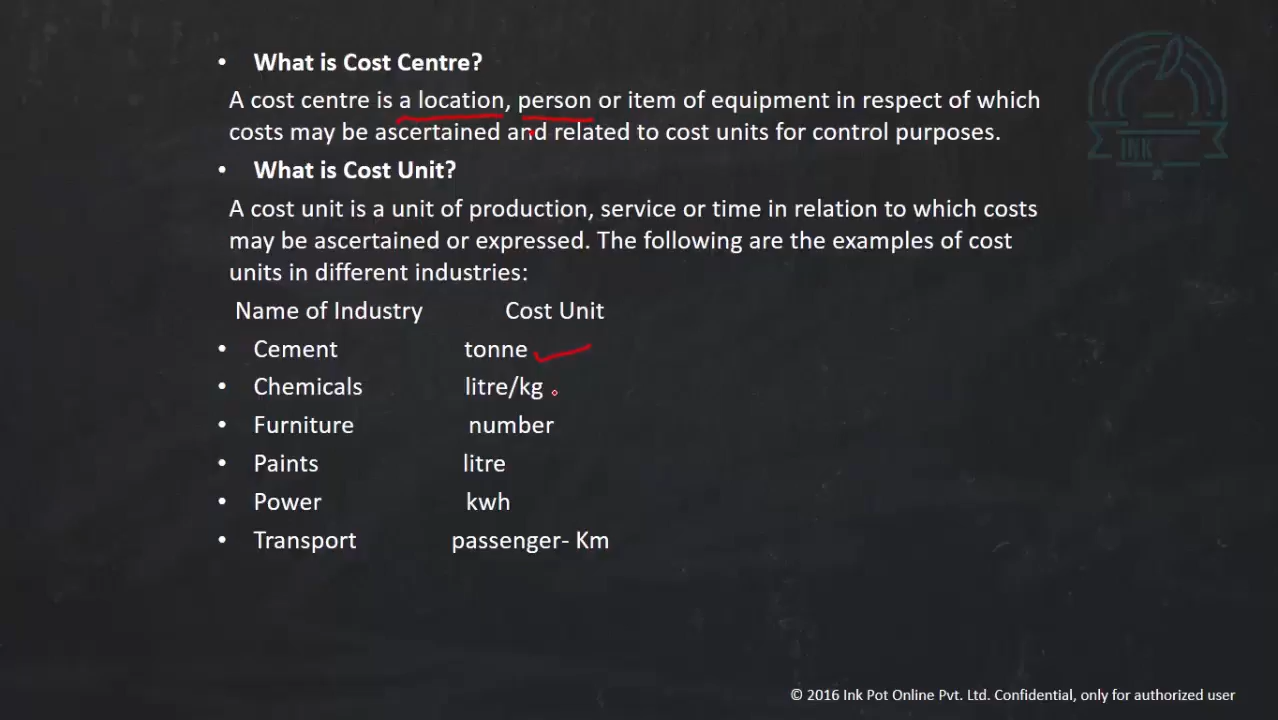 • What is Cost Centre?
A cost centre is a location, person or item of equipment in respect of which
costs may be ascertained and related to cost units for control purposes.
• What is Cost Unit?
A cost unit is a unit of production, service or time in relation to which costs
may be ascertained or expressed. The following are the examples of cost
units in different industries:
Name of Industry Cost Unit
• Cement tonne
• Chemicals litre/kg
• Furniture number
• Paints litre
• Power kwh
• Transport passenger- Km
INK
© 2016 Ink Pot Online Pvt. Ltd. Confidential, only for authorized user